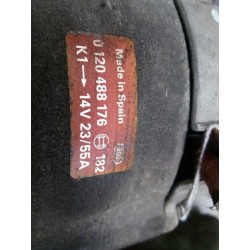 Made in Spain
0 120 488 176 182
K1→ 14V 23/55A